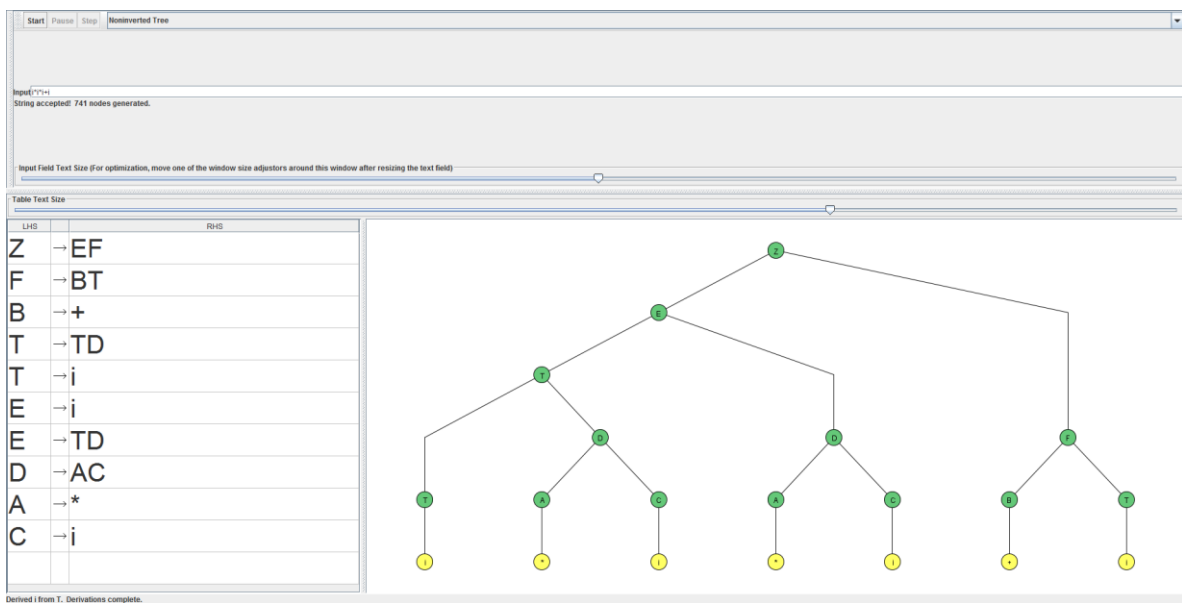 Start Pause Step Noninverted Tree
Input i*i*i+i
String accepted! 741 nodes generated.
Input Field Text Size (For optimization, move one of the window size adjustors around this window after resizing the text field)
Table Text Size
LHS RHS
Z → EF
F → BT
B → +
T → TD
T → i
E → i
E → TD
D → AC
A → *
C → i
Z
E
T
D D F
T A C A C B T
i * i * i + i
Derived i from T. Derivations complete.